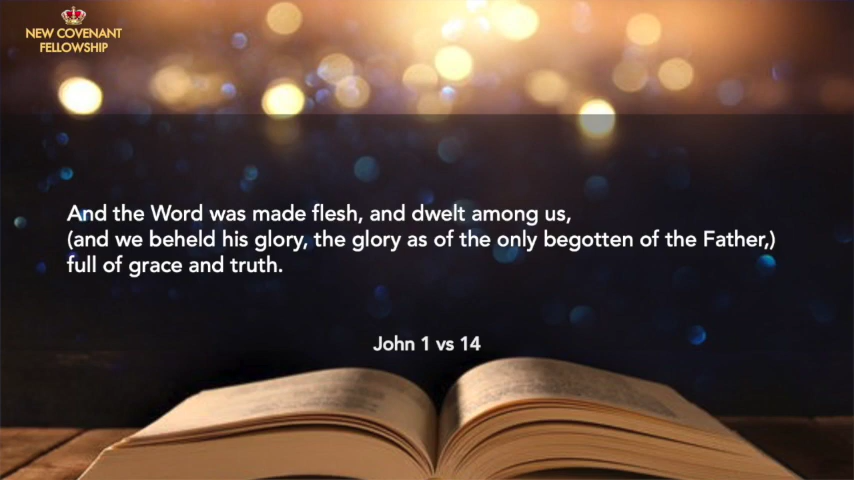 NEW COVENANT
FELLOWSHIP
And the Word was made flesh, and dwelt among us,
(and we beheld his glory, the glory as of the only begotten of the Father,)
full of grace and truth.
John 1 vs 14